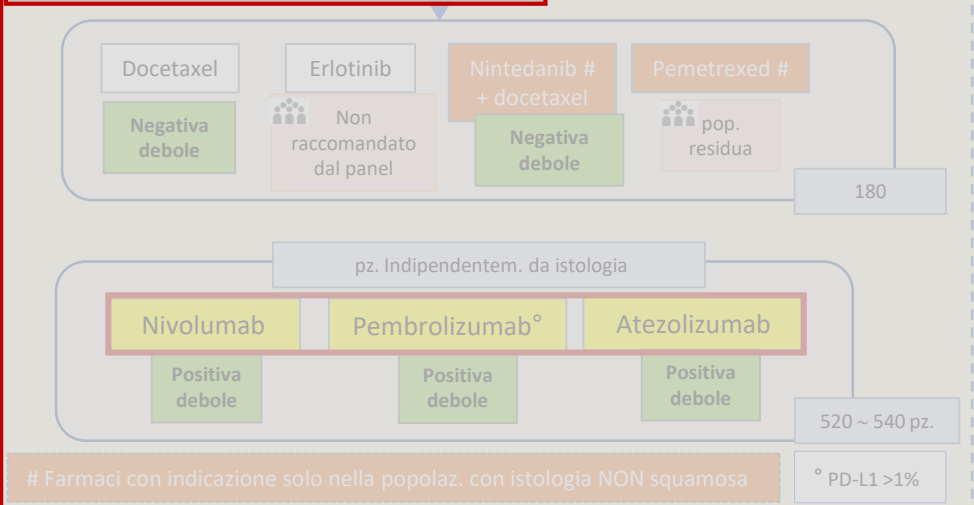 Docetaxel
Negativa
debole
Erlotinib
Non
raccomandato
dal panel
Nintedanib #
+ docetaxel
Negativa
debole
Pemetrexed #
pop.
residua
180
pz. Indipendentem. da istologia
Nivolumab
Pembrolizumab°
Atezolizumab
Positiva
debole
Positiva
debole
Positiva
debole
520 ~ 540 pz.
# Farmaci con indicazione solo nella popolaz. con istologia NON squamosa
° PD-L1 >1%